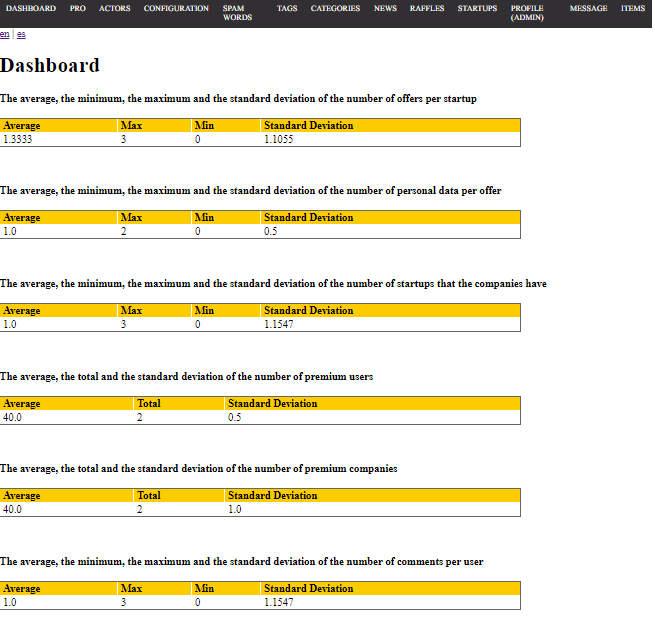 DASHBOARD PRO ACTORS CONFIGURATION SPAM WORDS TAGS CATEGORIES NEWS RAFFLES STARTUPS PROFILE (ADMIN) MESSAGE ITEMS
en | es
Dashboard
The average, the minimum, the maximum and the standard deviation of the number of offers per startup
Average Max Min Standard Deviation
1.3333 3 0 1.1055
The average, the minimum, the maximum and the standard deviation of the number of personal data per offer
Average Max Min Standard Deviation
1.0 2 0 0.5
The average, the minimum, the maximum and the standard deviation of the number of startups that the companies have
Average Max Min Standard Deviation
1.0 3 0 1.1547
The average, the total and the standard deviation of the number of premium users
Average Total Standard Deviation
40.0 2 0.5
The average, the total and the standard deviation of the number of premium companies
Average Total Standard Deviation
40.0 2 1.0
The average, the minimum, the maximum and the standard deviation of the number of comments per user
Average Max Min Standard Deviation
1.0 3 0 1.1547